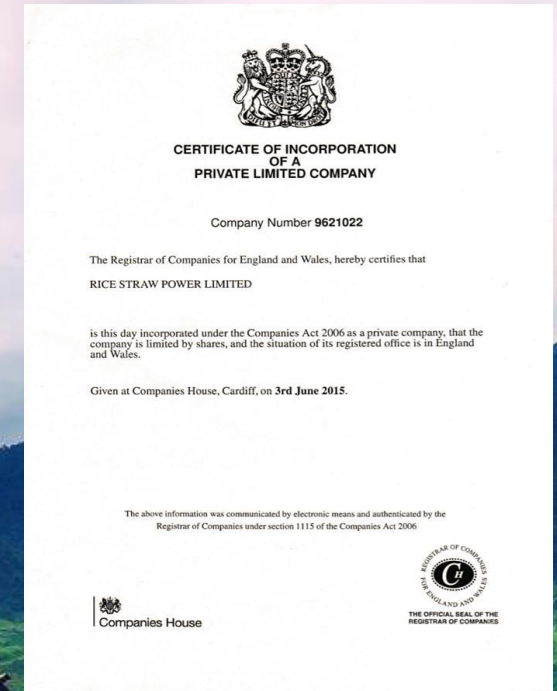 CERTIFICATE OF INCORPORATION
OF A
PRIVATE LIMITED COMPANY
Company Number 9621022
The Registrar of Companies for England and Wales, hereby certifies that
RICE STRAW POWER LIMITED
is this day incorporated under the Companies Act 2006 as a private company, that the
company is limited by shares, and the situation of its registered office is in England
and Wales.
Given at Companies House, Cardiff, on 3rd June 2015.
The above information was communicated by electronic means and authenticated by the
Registrar of Companies under section 1115 of the Companies Act 2006
Companies House
REGISTRAR OF COMPANIES
FOR ENGLAND AND WALES
CH
THE OFFICIAL SEAL OF THE
REGISTRAR OF COMPANIES